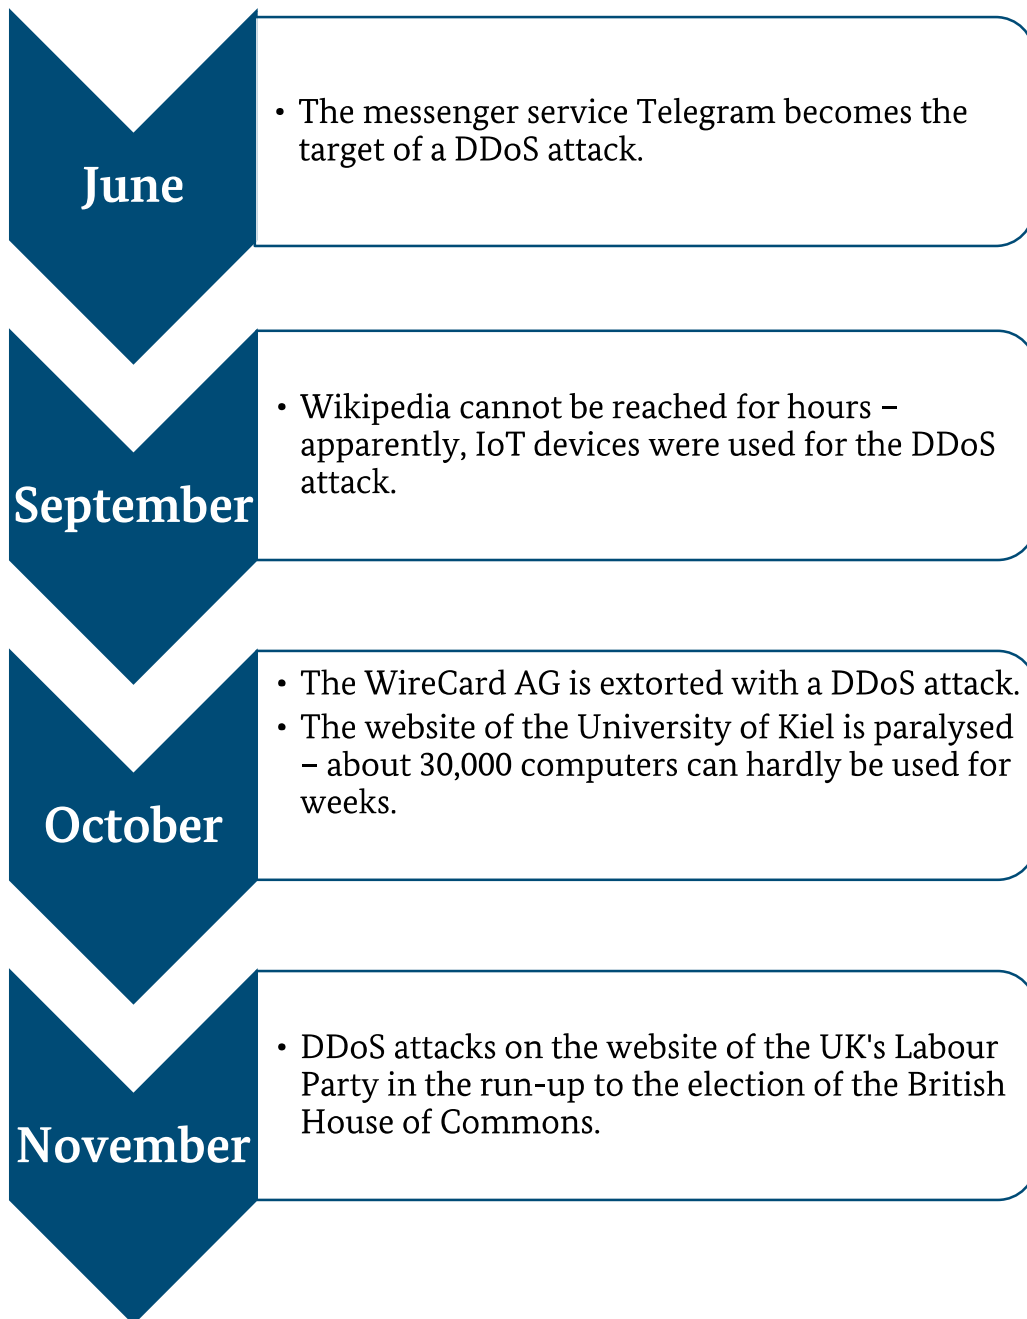 June
• The messenger service Telegram becomes the
target of a DDoS attack.
September
• Wikipedia cannot be reached for hours –
apparently, IoT devices were used for the DDoS
attack.
October
• The WireCard AG is extorted with a DDoS attack.
• The website of the University of Kiel is paralysed
– about 30,000 computers can hardly be used for
weeks.
November
• DDoS attacks on the website of the UK's Labour
Party in the run-up to the election of the British
House of Commons.